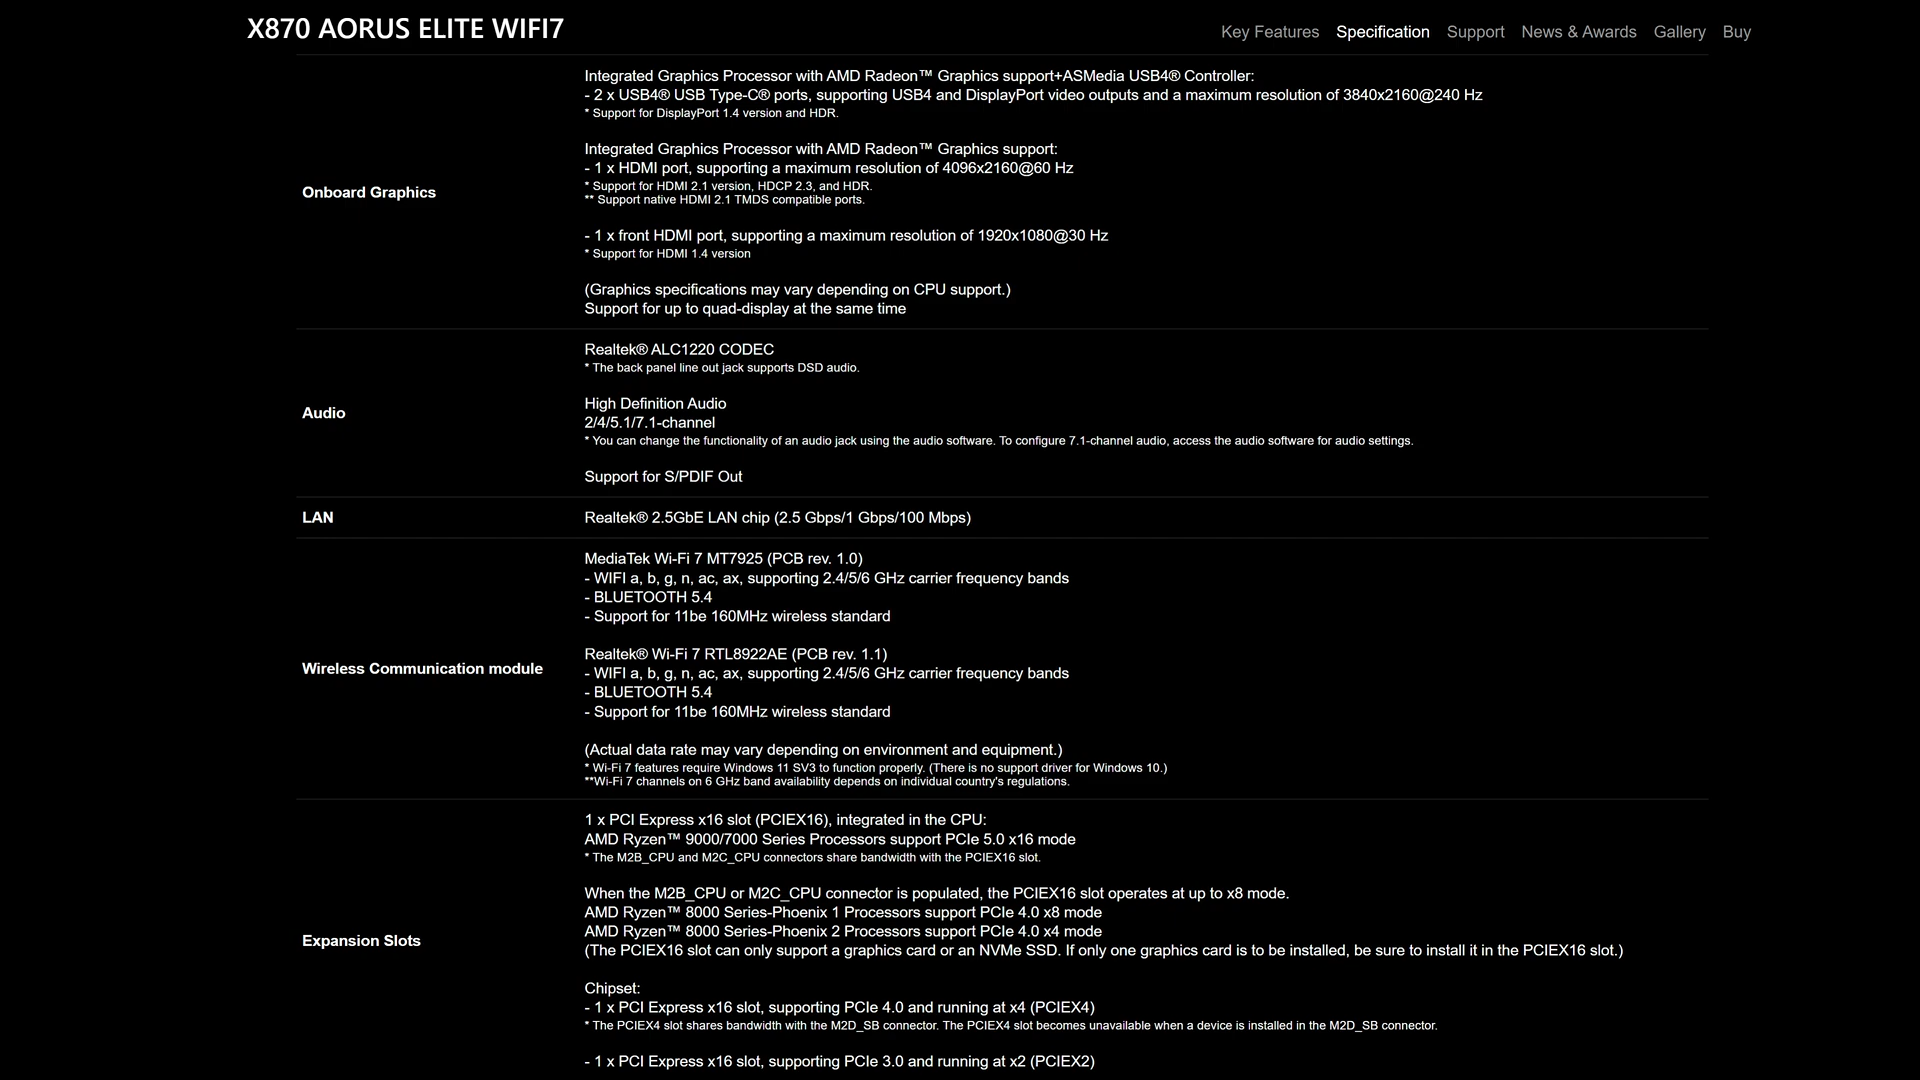 X870 AORUS ELITE WIFI7
Key Features Specification Support News & Awards Gallery Buy
Onboard Graphics
Integrated Graphics Processor with AMD Radeon™ Graphics support+ASMedia USB4® Controller:
- 2 x USB4® USB Type-C® ports, supporting USB4 and DisplayPort video outputs and a maximum resolution of 3840x2160@240 Hz
* Support for DisplayPort 1.4 version and HDR.
Integrated Graphics Processor with AMD Radeon™ Graphics support:
- 1 x HDMI port, supporting a maximum resolution of 4096x2160@60 Hz
* Support for HDMI 2.1 version, HDCP 2.3, and HDR.
** Support native HDMI 2.1 TMDS compatible ports.
- 1 x front HDMI port, supporting a maximum resolution of 1920x1080@30 Hz
* Support for HDMI 1.4 version
(Graphics specifications may vary depending on CPU support.)
Support for up to quad-display at the same time
Audio
Realtek® ALC1220 CODEC
* The back panel line out jack supports DSD audio.
High Definition Audio
2/4/5.1/7.1-channel
* You can change the functionality of an audio jack using the audio software. To configure 7.1-channel audio, access the audio software for audio settings.
Support for S/PDIF Out
LAN
Realtek® 2.5GbE LAN chip (2.5 Gbps/1 Gbps/100 Mbps)
Wireless Communication module
MediaTek Wi-Fi 7 MT7925 (PCB rev. 1.0)
- WIFI a, b, g, n, ac, ax, supporting 2.4/5/6 GHz carrier frequency bands
- BLUETOOTH 5.4
- Support for 11be 160MHz wireless standard
Realtek® Wi-Fi 7 RTL8922AE (PCB rev. 1.1)
- WIFI a, b, g, n, ac, ax, supporting 2.4/5/6 GHz carrier frequency bands
- BLUETOOTH 5.4
- Support for 11be 160MHz wireless standard
(Actual data rate may vary depending on environment and equipment.)
* Wi-Fi 7 features require Windows 11 SV3 to function properly. (There is no support driver for Windows 10.)
**Wi-Fi 7 channels on 6 GHz band availability depends on individual country's regulations.
Expansion Slots
1 x PCI Express x16 slot (PCIEX16), integrated in the CPU:
AMD Ryzen™ 9000/7000 Series Processors support PCIe 5.0 x16 mode
* The M2B_CPU and M2C_CPU connectors share bandwidth with the PCIEX16 slot.
When the M2B_CPU or M2C_CPU connector is populated, the PCIEX16 slot operates at up to x8 mode.
AMD Ryzen™ 8000 Series-Phoenix 1 Processors support PCIe 4.0 x8 mode
AMD Ryzen™ 8000 Series-Phoenix 2 Processors support PCIe 4.0 x4 mode
(The PCIEX16 slot can only support a graphics card or an NVMe SSD. If only one graphics card is to be installed, be sure to install it in the PCIEX16 slot.)
Chipset:
- 1 x PCI Express x16 slot, supporting PCIe 4.0 and running at x4 (PCIEX4)
* The PCIEX4 slot shares bandwidth with the M2D_SB connector. The PCIEX4 slot becomes unavailable when a device is installed in the M2D_SB connector.
- 1 x PCI Express x16 slot, supporting PCIe 3.0 and running at x2 (PCIEX2)